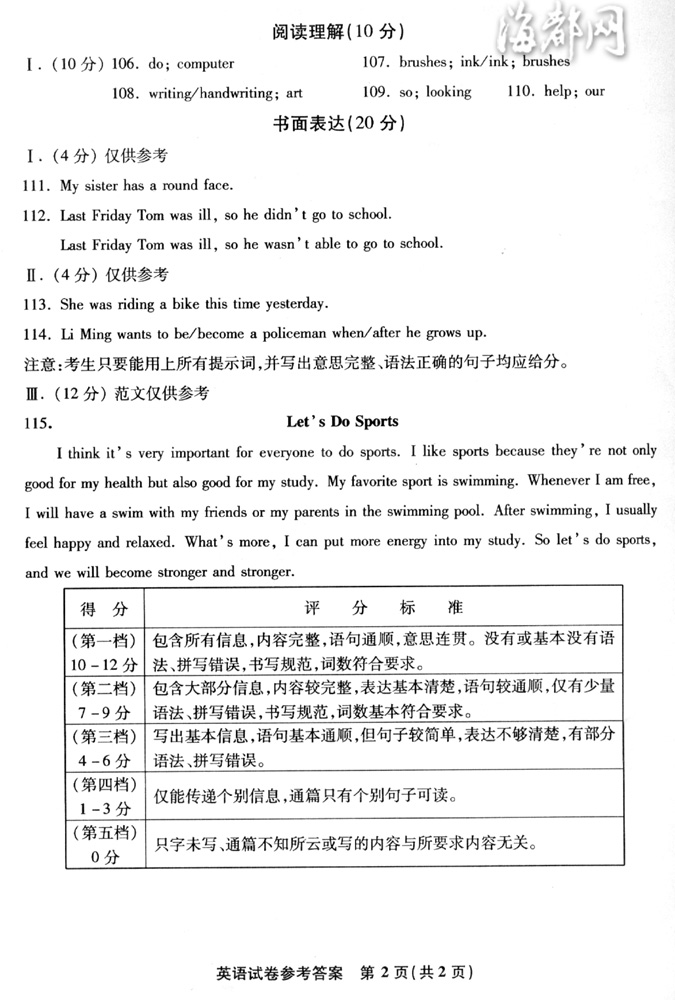 海都网
阅读理解(10分)
Ⅰ.(10分) 106. do; computer 107. brushes; ink/ink; brushes
108. writing/handwriting; art 109. so; looking 110. help; our
书面表达(20分)
Ⅰ.(4分)仅供参考
111. My sister has a round face.
112. Last Friday Tom was ill, so he didn't go to school.
Last Friday Tom was ill, so he wasn't able to go to school.
Ⅱ.(4分)仅供参考
113. She was riding a bike this time yesterday.
114. Li Ming wants to be/become a policeman when/after he grows up.
注意:考生只要能用上所有提示词,并写出意思完整、语法正确的句子均应给分。
Ⅲ.(12分)范文仅供参考
115. Let's Do Sports
I think it's very important for everyone to do sports. I like sports because they're not only
good for my health but also good for my study. My favorite sport is swimming. Whenever I am free,
I will have a swim with my friends or my parents in the swimming pool. After swimming, I usually
feel happy and relaxed. What's more, I can put more energy into my study. So let's do sports,
and we will become stronger and stronger.
得 分 评 分 标 准
(第一档) 包含所有信息,内容完整,语句通顺,意思连贯。没有或基本没有语
10-12分 法、拼写错误,书写规范,词数符合要求。
(第二档) 包含大部分信息,内容较完整,表达基本清楚,语句较通顺,仅有少量
7-9分 语法、拼写错误,书写规范,词数基本符合要求。
(第三档) 写出基本信息,语句基本通顺,但句子较简单,表达不够清楚,有部分
4-6分 语法、拼写错误。
(第四档)
1-3分 仅能传递个别信息,通篇只有个别句子可读。
(第五档)
0分 只字未写、通篇不知所云或写的内容与所要求内容无关。
英语试卷参考答案 第2页(共2页)